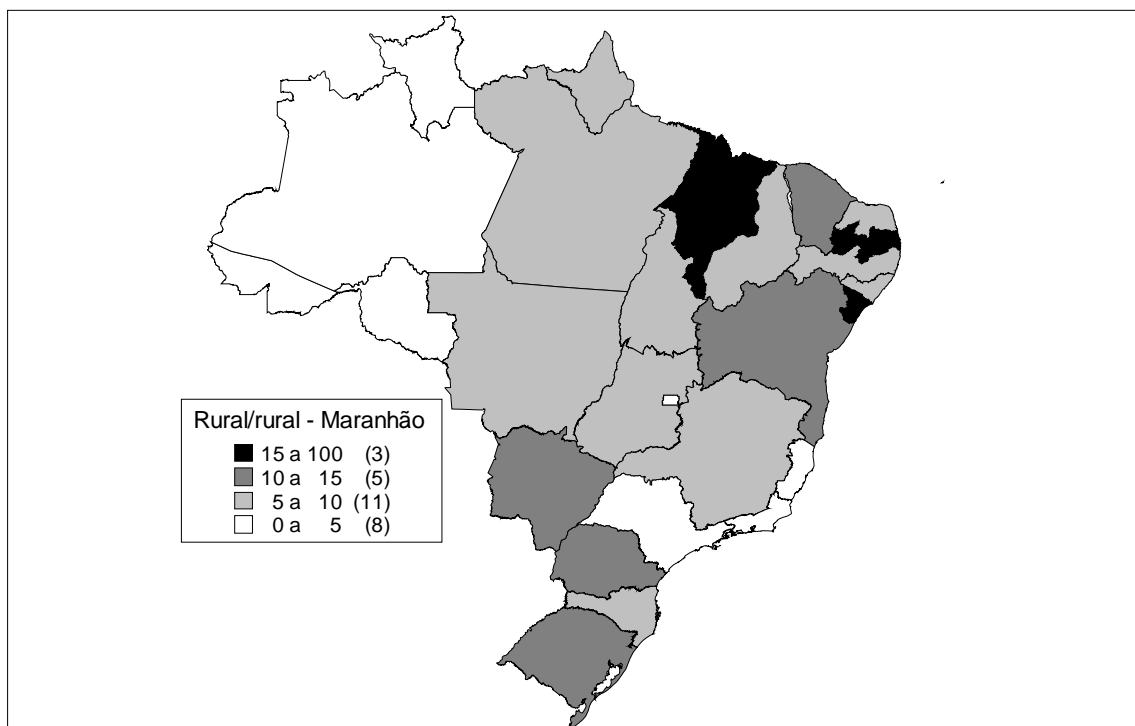 Rural/rural - Maranhão
15 a 100 (3)
10 a 15 (5)
5 a 10 (11)
0 a 5 (8)